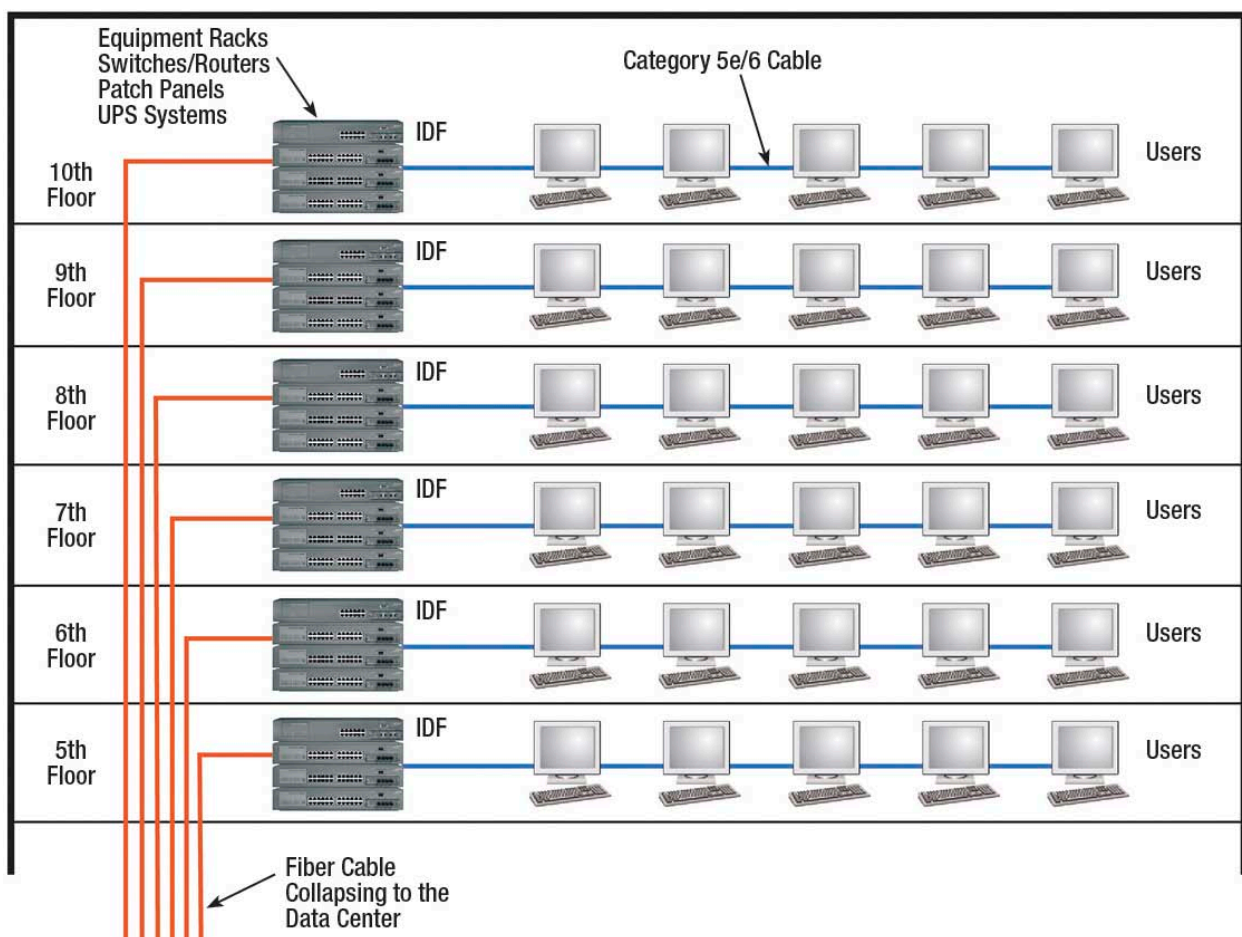 Equipment Racks
Switches/Routers
Patch Panels
UPS Systems
Category 5e/6 Cable
IDF
Users
10th
Floor
IDF
Users
9th
Floor
IDF
Users
8th
Floor
IDF
Users
7th
Floor
IDF
Users
6th
Floor
IDF
Users
5th
Floor
Fiber Cable
Collapsing to the
Data Center